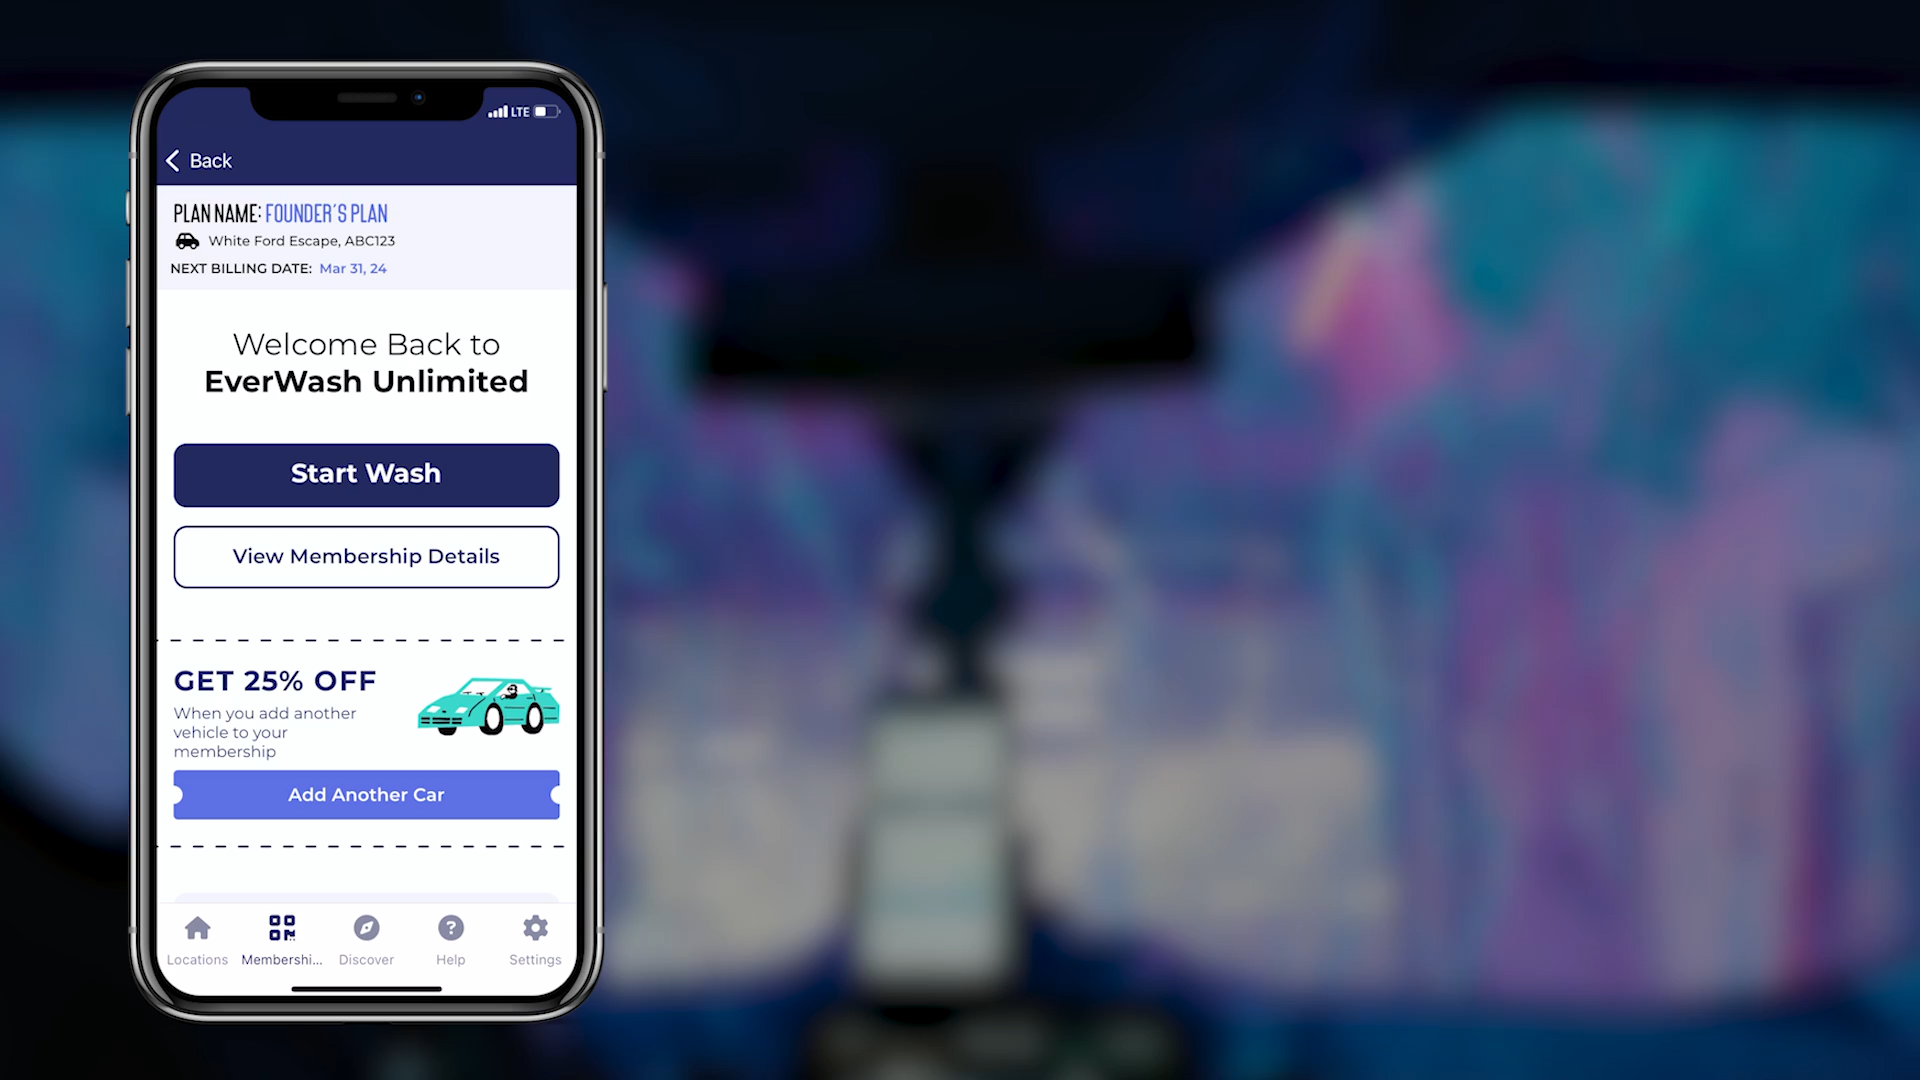 LTE
Back
PLAN NAME: FOUNDER'S PLAN
White Ford Escape, ABC123
NEXT BILLING DATE: Mar 31, 24
Welcome Back to
EverWash Unlimited
Start Wash
View Membership Details
GET 25% OFF
When you add another
vehicle to your
membership
Add Another Car
Locations Membershi... Discover Help Settings